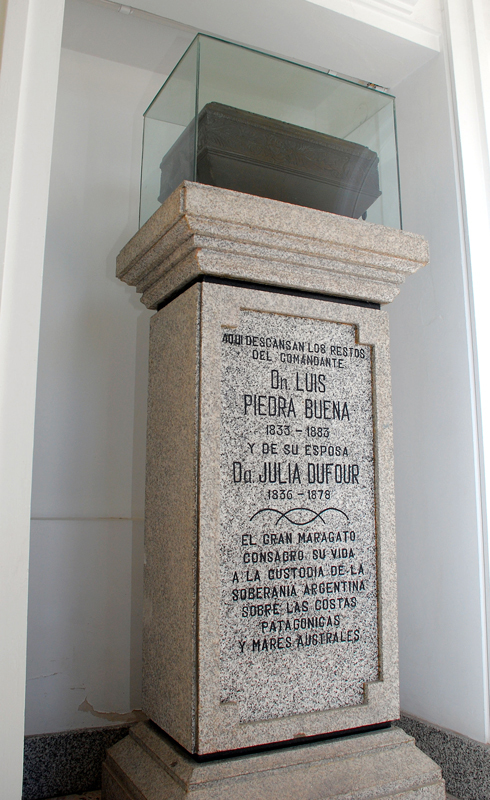 AQUI DESCANSAN LOS RESTOS
DEL COMANDANTE
Dn. LUIS
PIEDRA BUENA
1833 - 1883
Y DE SU ESPOSA
Da. JULIA DUFOUR
1836 - 1878
EL GRAN MARAGATO
CONSAGRO SU VIDA
A LA CUSTODIA DE LA
SOBERANIA ARGENTINA
SOBRE LAS COSTAS
PATAGONICAS
Y MARES AUSTRALES